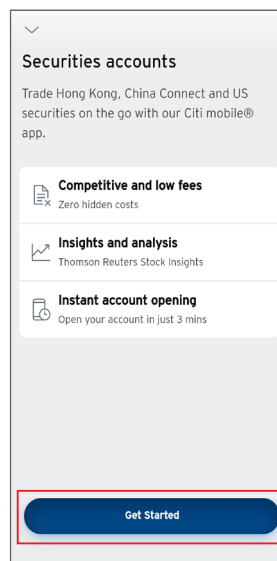 Securities accounts
Trade Hong Kong, China Connect and US
securities on the go with our Citi mobile®
app.
Competitive and low fees
Zero hidden costs
Insights and analysis
Thomson Reuters Stock Insights
Instant account opening
Open your account in just 3 mins
Get Started